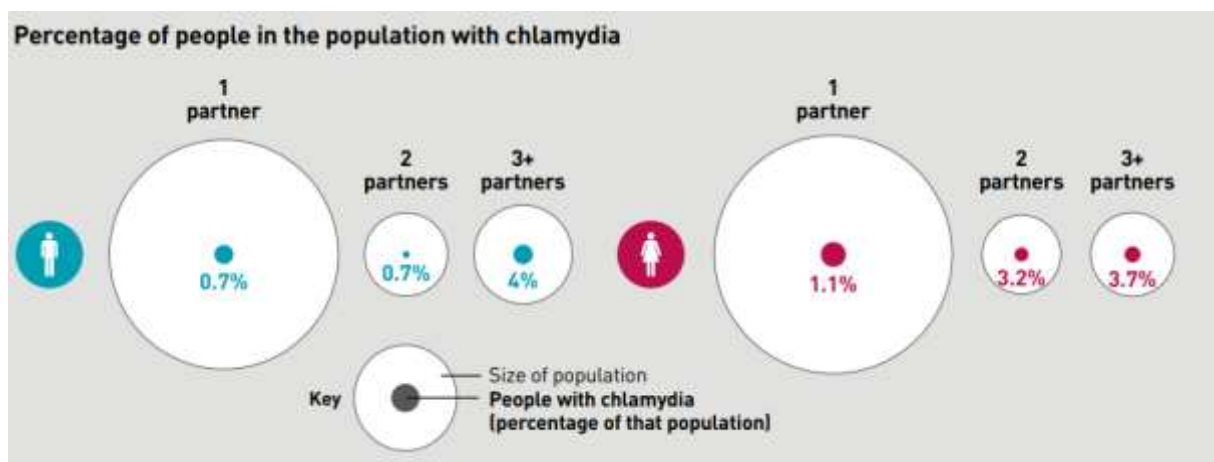 Percentage of people in the population with chlamydia
1
partner
2
partners
3+
partners
0.7%
0.7%
4%
1
partner
2
partners
3+
partners
1.1%
3.2%
3.7%
Key
Size of population
People with chlamydia
(percentage of that population)